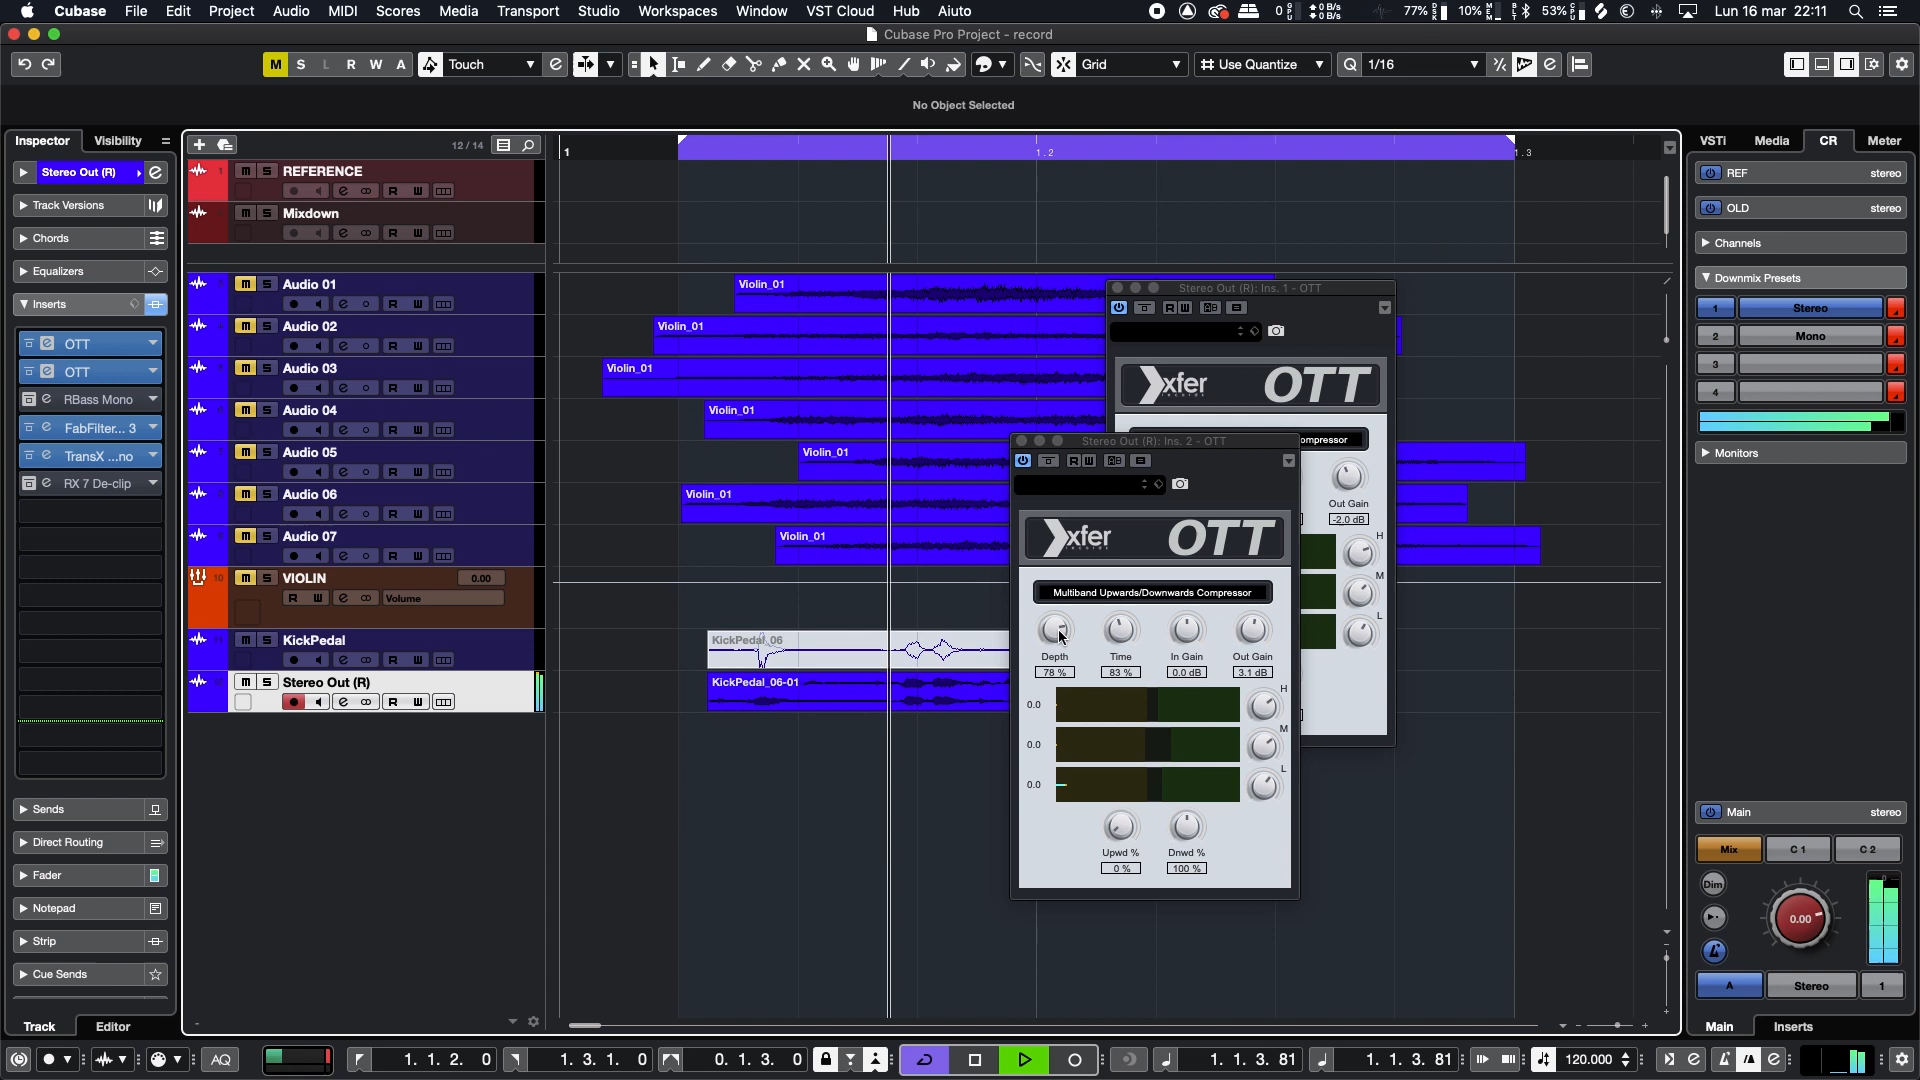 Cubase File Edit Project Audio MIDI Scores Media Transport Studio Workspaces Window VST Cloud Hub Aiuto
77% 10% 53% Lun 16 mar 22:11
Cubase Pro Project - record
M S L R W A Touch Grid Use Quantize Q 1/16
No Object Selected
Inspector Visibility
Stereo Out (R)
Track Versions
Chords
Equalizers
Inserts
OTT
OTT
RBass Mono
FabFilter... 3
TransX ...no
RX 7 De-clip
Sends
Direct Routing
Fader
Notepad
Strip
Cue Sends
Track Editor
12 / 14
1 1.2 1.3
REFERENCE
Mixdown
Audio 01
Audio 02
Audio 03
Audio 04
Audio 05
Audio 06
Audio 07
VIOLIN 0.00
Volume
KickPedal
Stereo Out (R)
Violin_01
Violin_01
Violin_01
Violin_01
Violin_01
Violin_01
Violin_01
KickPedal_06
KickPedal_06-01
Stereo Out (R): Ins. 1 - OTT
xfer records OTT
ompressor
Out Gain
-2.0 dB
H
M
L
Stereo Out (R): Ins. 2 - OTT
xfer records OTT
Multiband Upwards/Downwards Compressor
Depth Time In Gain Out Gain
78 % 83 % 0.0 dB 3.1 dB
0.0 H
0.0 M
0.0 L
Upwd % Dnwd %
0 % 100 %
VSTi Media CR Meter
REF stereo
OLD stereo
Channels
Downmix Presets
1 Stereo
2 Mono
3
4
Monitors
Main stereo
Mix C 1 C 2
Dim
0.00
A Stereo 1
Main Inserts
AQ 1. 1. 2. 0 1. 3. 1. 0 0. 1. 3. 0 1. 1. 3. 81 1. 1. 3. 81 120.000